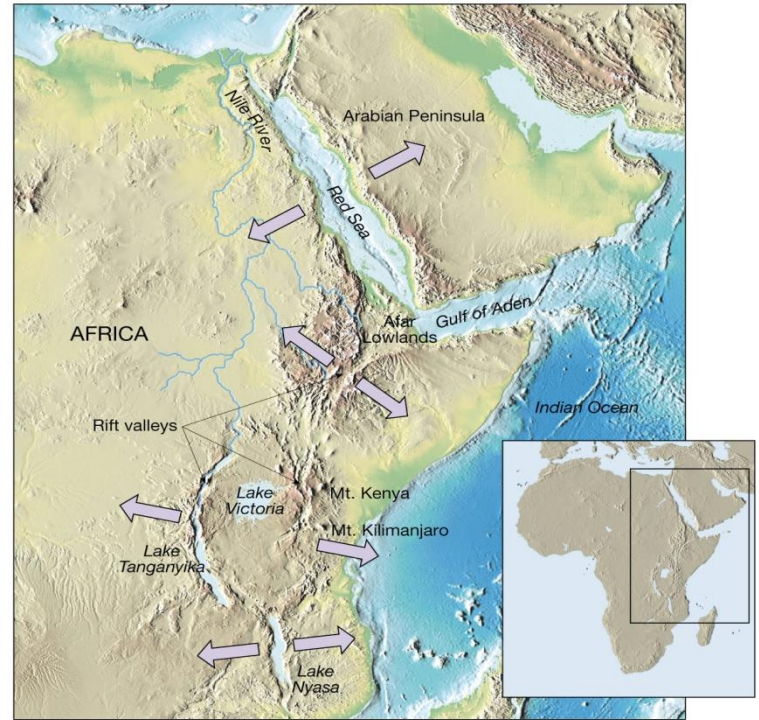 Nile River
Arabian Peninsula
Red Sea
Gulf of Aden
Afar
Lowlands
AFRICA
Indian Ocean
Rift valleys
Lake
Victoria
Mt. Kenya
Mt. Kilimanjaro
Lake
Tanganyika
Lake
Nyasa